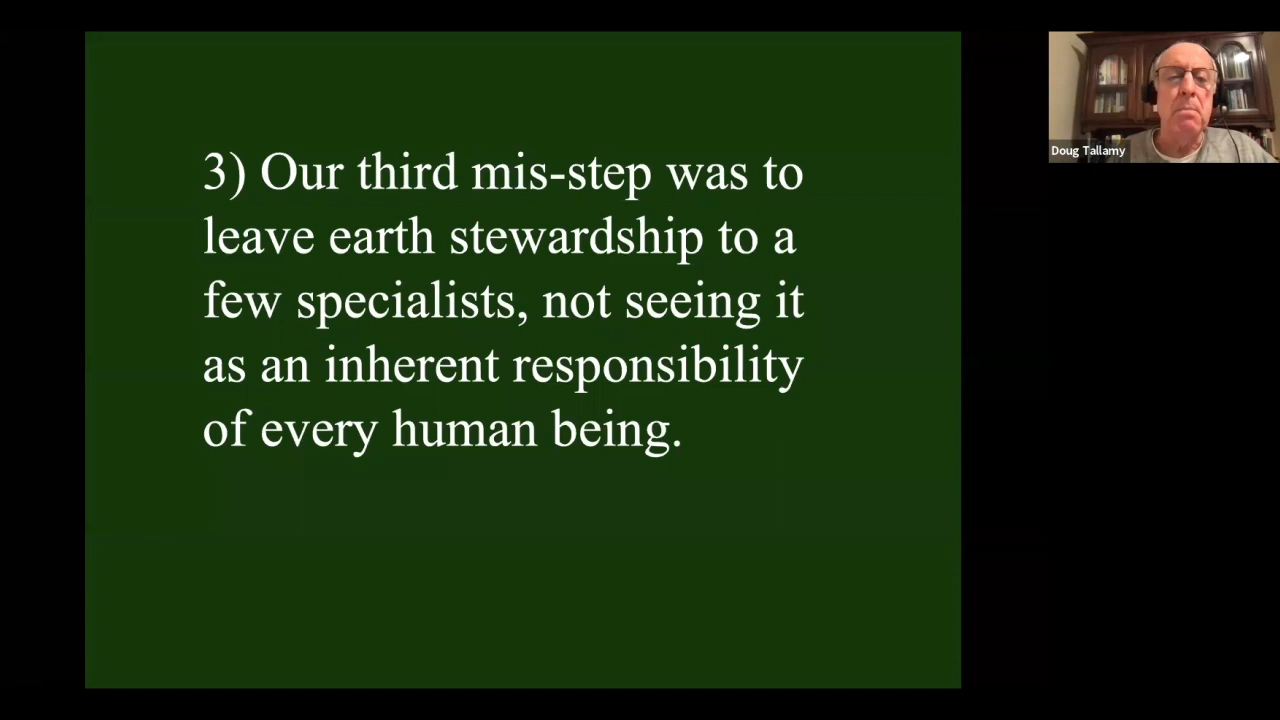 3) Our third mis-step was to
leave earth stewardship to a
few specialists, not seeing it
as an inherent responsibility
of every human being.
Doug Tallamy